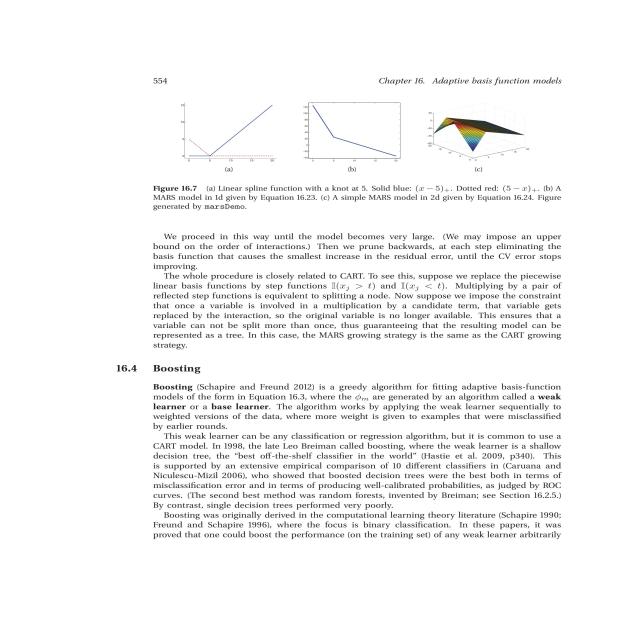 554
Chapter 16. Adaptive basis function models
(a)
(b)
(c)
Figure 16.7 (a) Linear spline function with a knot at 5. Solid blue: (x − 5)+. Dotted red: (5 − x)+. (b) A
MARS model in 1d given by Equation 16.23. (c) A simple MARS model in 2d given by Equation 16.24. Figure
generated by marsDemo.
We proceed in this way until the model becomes very large. (We may impose an upper
bound on the order of interactions.) Then we prune backwards, at each step eliminating the
basis function that causes the smallest increase in the residual error, until the CV error stops
improving.
The whole procedure is closely related to CART. To see this, suppose we replace the piecewise
linear basis functions by step functions 𝕀(xj > t) and 𝕀(xj < t). Multiplying by a pair of
reflected step functions is equivalent to splitting a node. Now suppose we impose the constraint
that once a variable is involved in a multiplication by a candidate term, that variable gets
replaced by the interaction, so the original variable is no longer available. This ensures that a
variable can not be split more than once, thus guaranteeing that the resulting model can be
represented as a tree. In this case, the MARS growing strategy is the same as the CART growing
strategy.
16.4 Boosting
Boosting (Schapire and Freund 2012) is a greedy algorithm for fitting adaptive basis-function
models of the form in Equation 16.3, where the ϕm are generated by an algorithm called a weak
learner or a base learner. The algorithm works by applying the weak learner sequentially to
weighted versions of the data, where more weight is given to examples that were misclassified
by earlier rounds.
This weak learner can be any classification or regression algorithm, but it is common to use a
CART model. In 1998, the late Leo Breiman called boosting, where the weak learner is a shallow
decision tree, the “best off-the-shelf classifier in the world” (Hastie et al. 2009, p340). This
is supported by an extensive empirical comparison of 10 different classifiers in (Caruana and
Niculescu-Mizil 2006), who showed that boosted decision trees were the best both in terms of
misclassification error and in terms of producing well-calibrated probabilities, as judged by ROC
curves. (The second best method was random forests, invented by Breiman; see Section 16.2.5.)
By contrast, single decision trees performed very poorly.
Boosting was originally derived in the computational learning theory literature (Schapire 1990;
Freund and Schapire 1996), where the focus is binary classification. In these papers, it was
proved that one could boost the performance (on the training set) of any weak learner arbitrarily